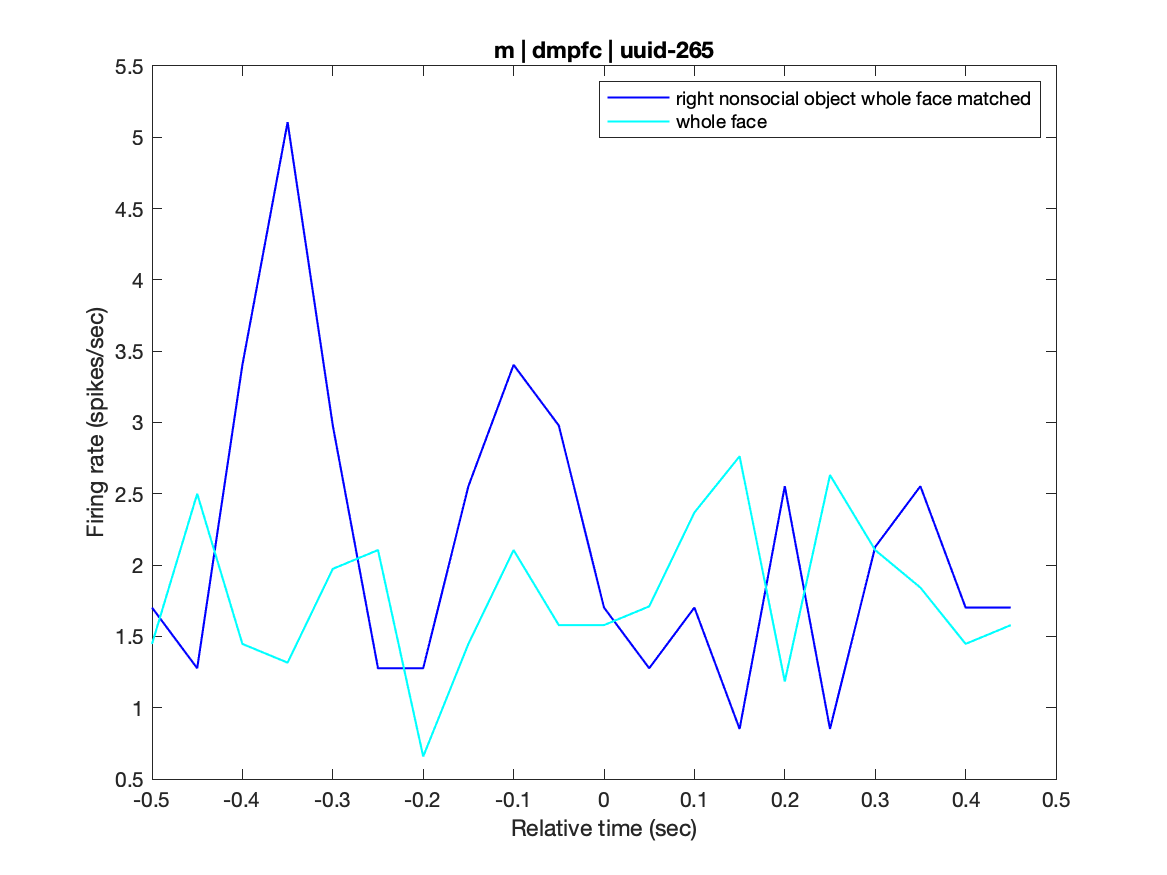 m | dmpfc | uuid-265
right nonsocial object whole face matched
whole face
5.5
5
4.5
4
3.5
3
2.5
2
1.5
1
0.5
Firing rate (spikes/sec)
-0.5 -0.4 -0.3 -0.2 -0.1 0 0.1 0.2 0.3 0.4 0.5
Relative time (sec)